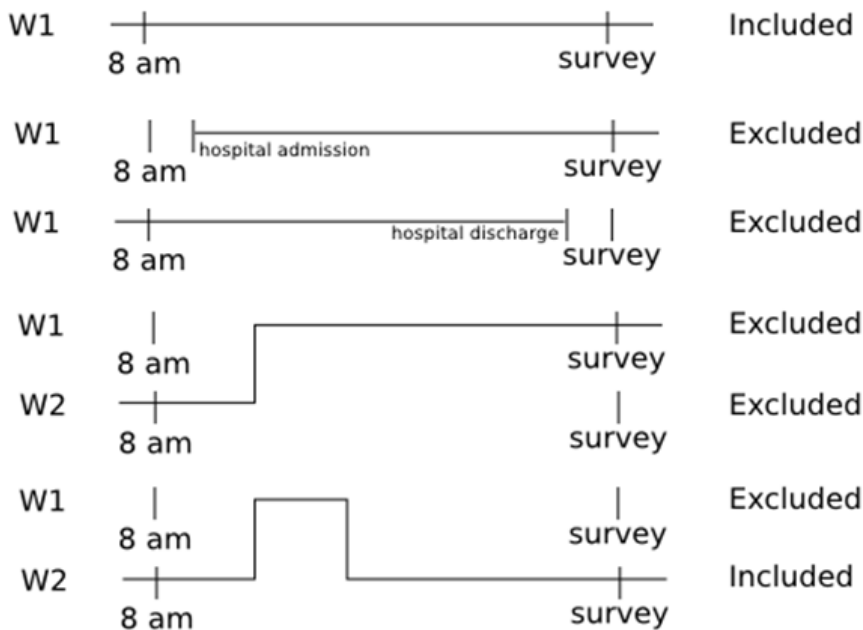 W1 Included
8 am survey
W1 Excluded
hospital admission
8 am survey
W1 Excluded
hospital discharge
8 am survey
W1 Excluded
8 am survey
W2 Excluded
8 am survey
W1 Excluded
8 am survey
W2 Included
8 am survey